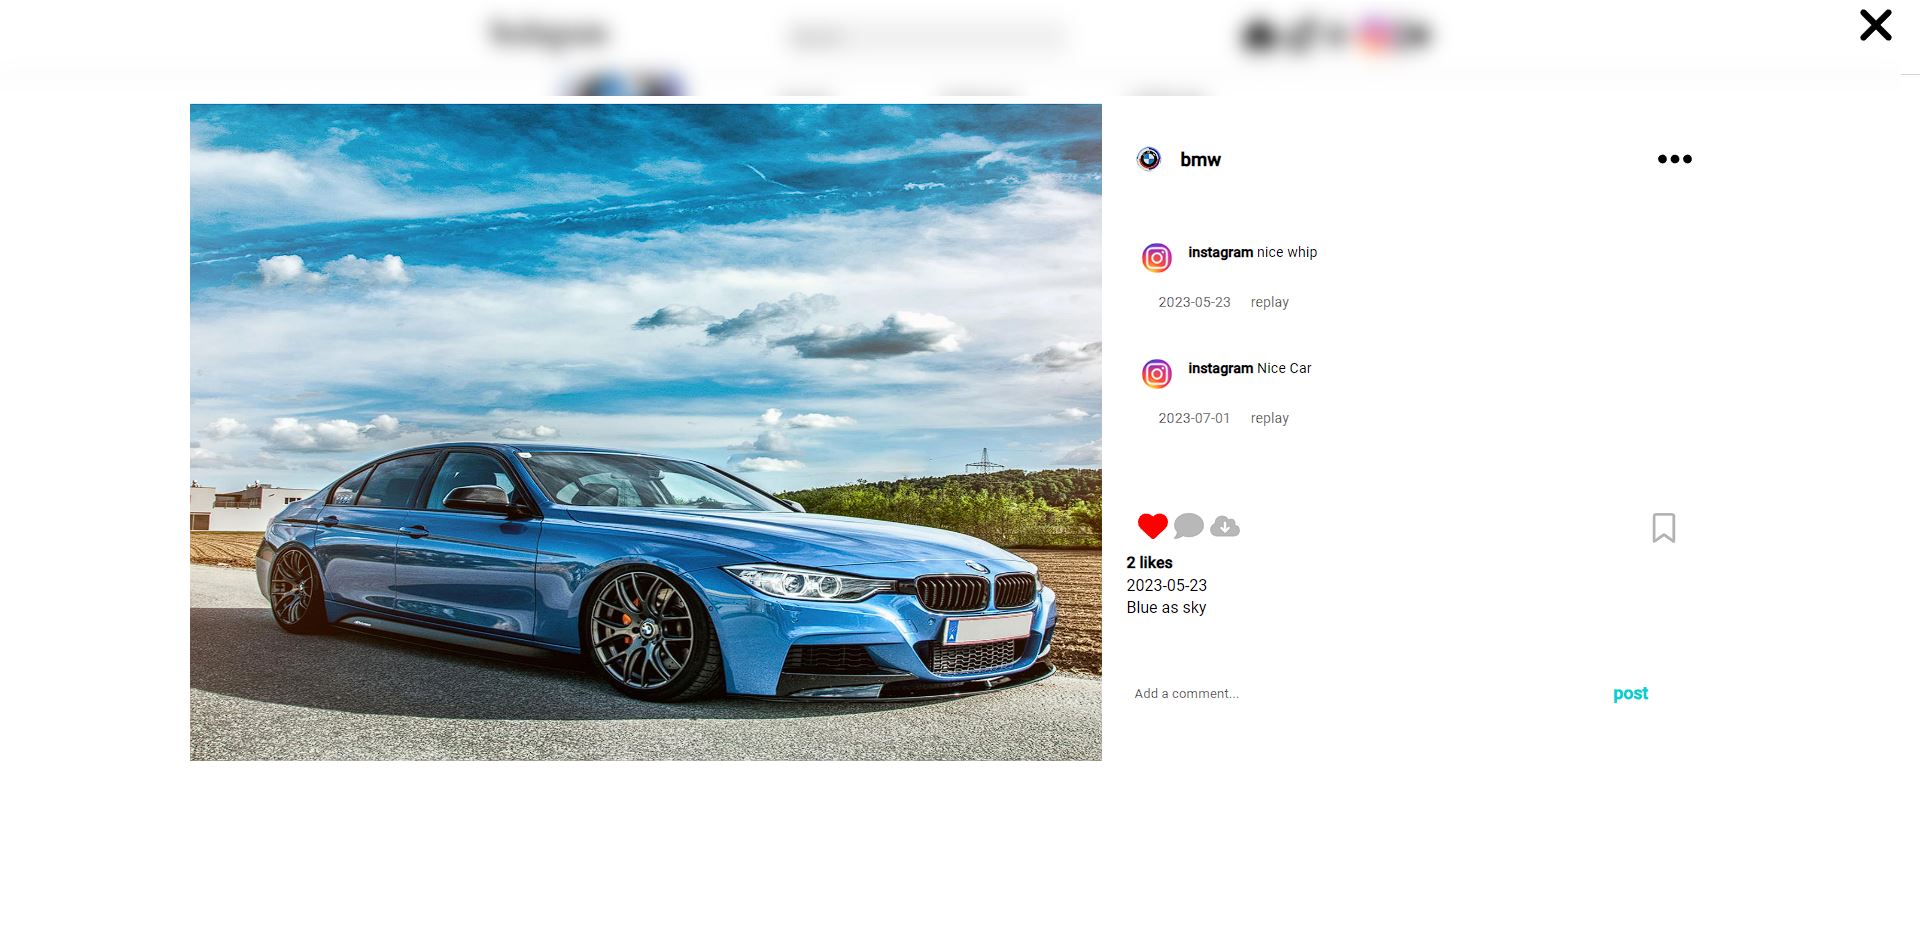 bmw
instagram nice whip
2023-05-23 replay
instagram Nice Car
2023-07-01 replay
2 likes
2023-05-23
Blue as sky
Add a comment...
post